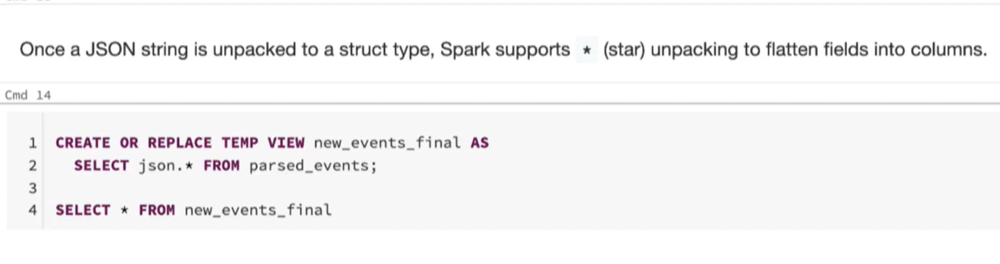 Once a JSON string is unpacked to a struct type, Spark supports * (star) unpacking to flatten fields into columns.
Cmd 14
1 CREATE OR REPLACE TEMP VIEW new_events_final AS
2 SELECT json.* FROM parsed_events;
3
4 SELECT * FROM new_events_final